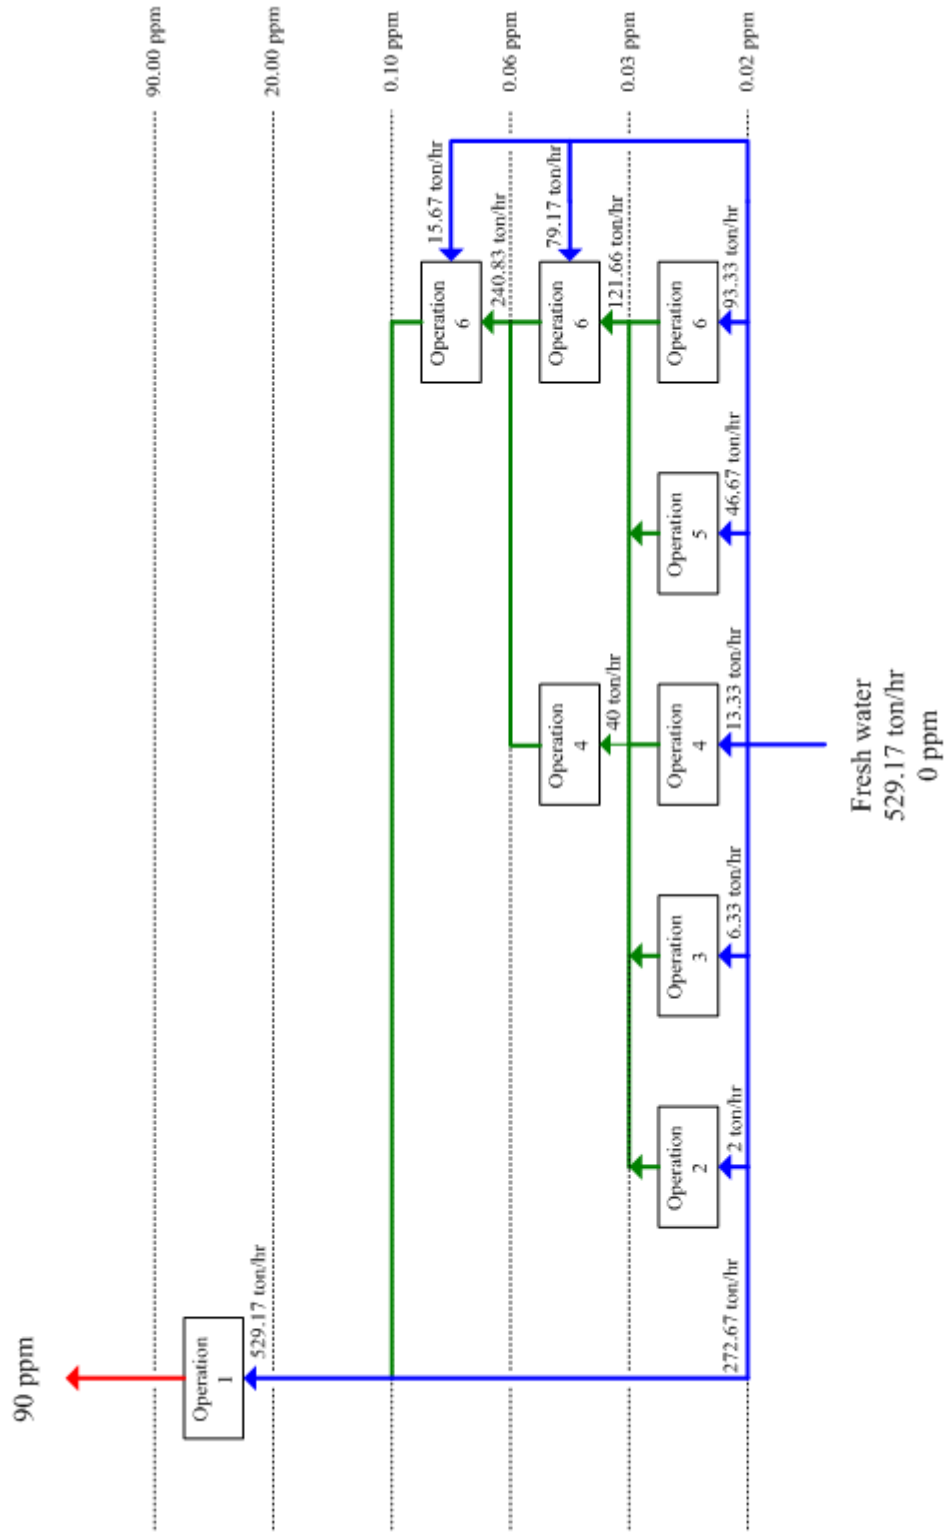 90 ppm
90.00 ppm
Operation
1
20.00 ppm
529.17 ton/hr
0.10 ppm
Operation
6
15.67 ton/hr
240.83 ton/hr
0.06 ppm
Operation
4
Operation
6
79.17 ton/hr
40 ton/hr
121.66 ton/hr
0.03 ppm
Operation
2
Operation
3
Operation
4
Operation
5
Operation
6
272.67 ton/hr
2 ton/hr
6.33 ton/hr
13.33 ton/hr
46.67 ton/hr
93.33 ton/hr
0.02 ppm
Fresh water
529.17 ton/hr
0 ppm